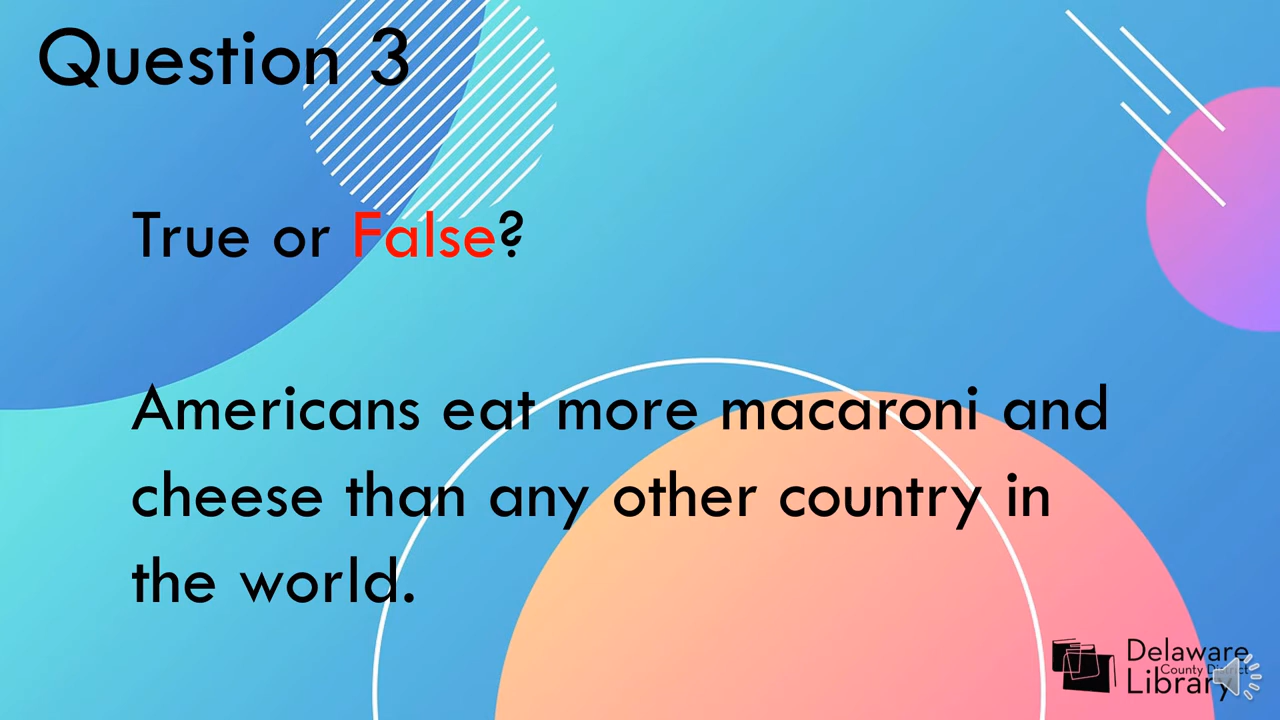 Question 3
True or False?
Americans eat more macaroni and
cheese than any other country in
the world.
Delaware
County District
Library